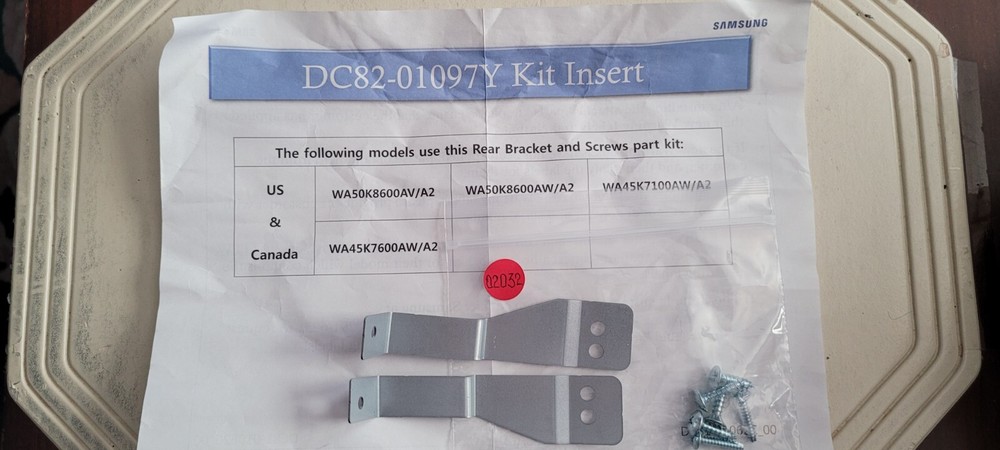 SAMSUNG
DC82-01097Y Kit Insert
The following models use this Rear Bracket and Screws part kit:
US
&
Canada
WA50K8600AV/A2 WA50K8600AW/A2 WA45K7100AW/A2
WA45K7600AW/A2
02032